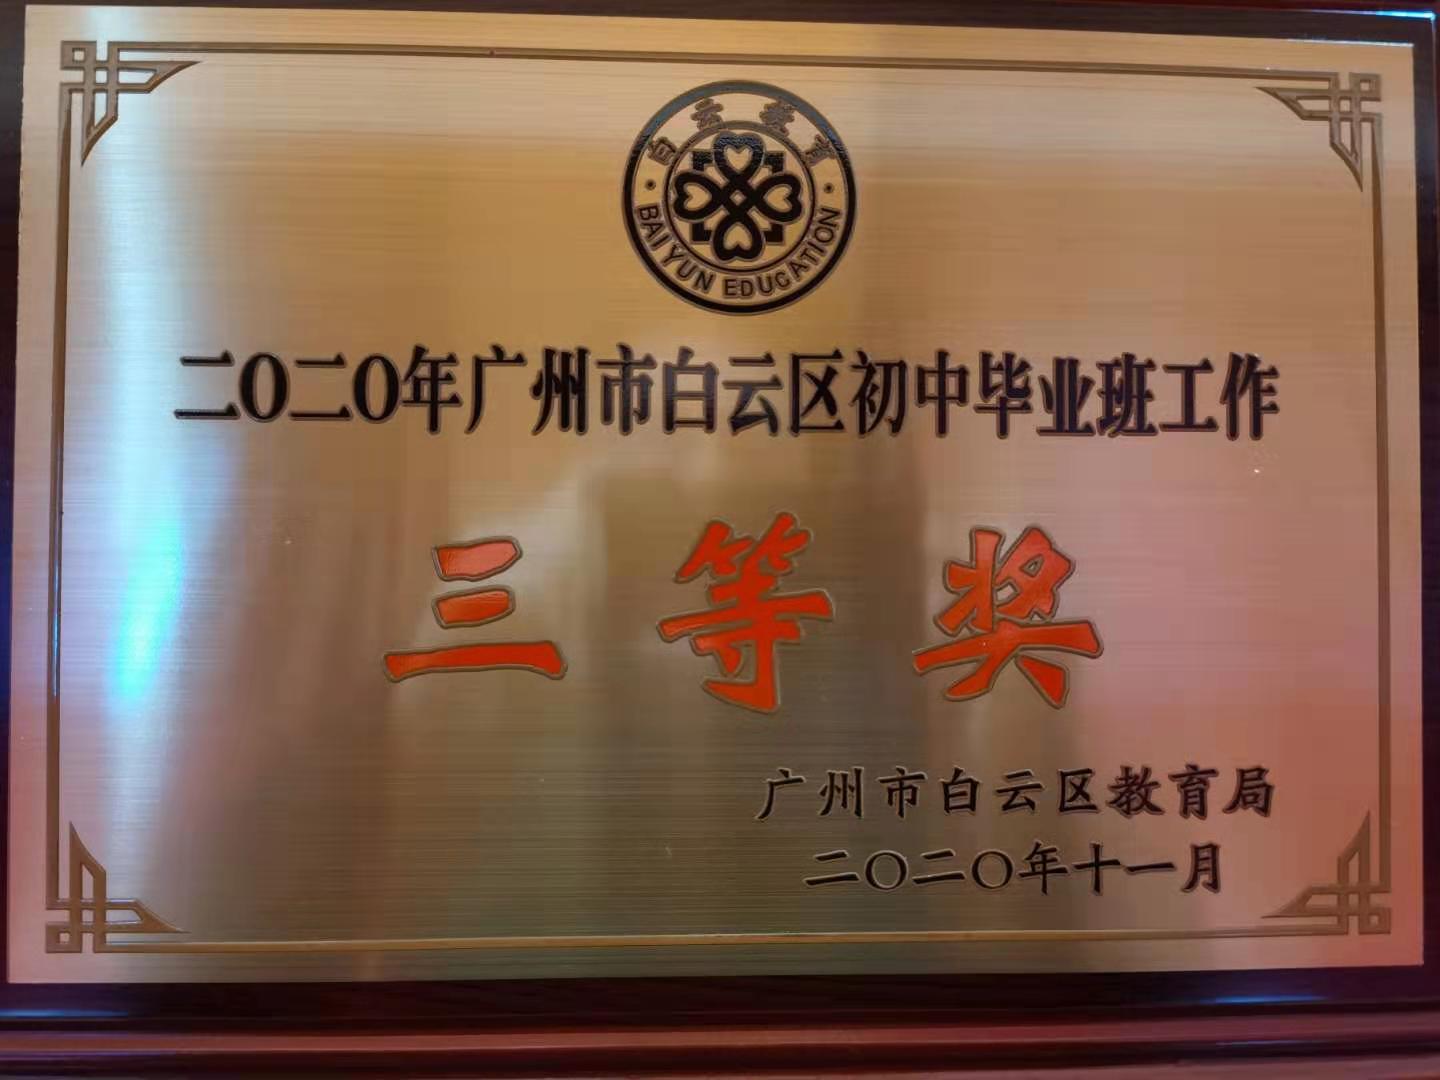 白云教育
BAIYUN EDUCATION
二〇二〇年广州市白云区初中毕业班工作
三等奖
广州市白云区教育局
二〇二〇年十一月